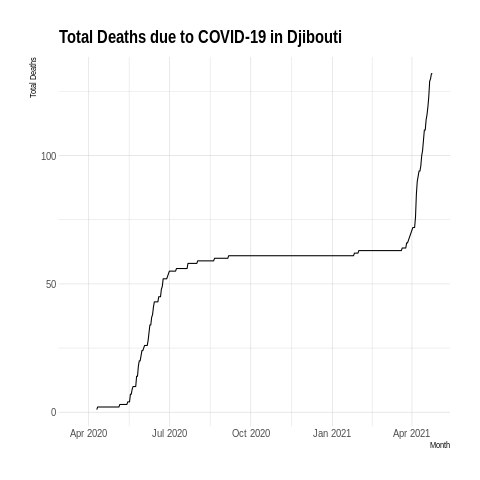 Total Deaths due to COVID-19 in Djibouti
Total Deaths
100
50
0
Apr 2020 Jul 2020 Oct 2020 Jan 2021 Apr 2021
Month